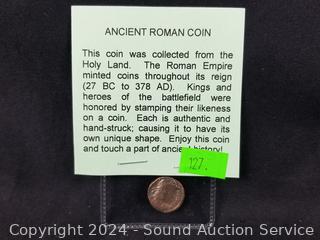 ANCIENT ROMAN COIN
This coin was collected from the
Holy Land. The Roman Empire
minted coins throughout its reign
(27 BC to 378 AD). Kings and
heroes of the battlefield were
honored by stamping their likeness
on a coin. Each is authentic and
hand-struck; causing it to have its
own unique shape. Enjoy this coin
and touch a part of ancient history!
127.
Copyright 2024 - Sound Auction Service